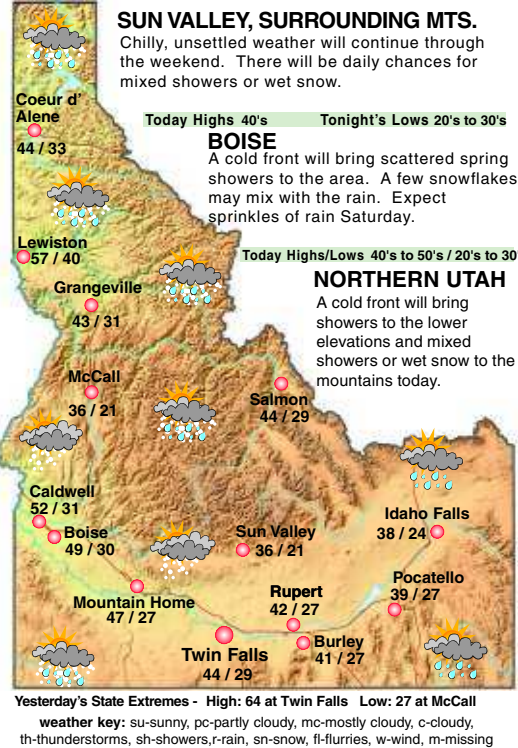 SUN VALLEY, SURROUNDING MTS.
Chilly, unsettled weather will continue through
the weekend. There will be daily chances for
mixed showers or wet snow.
Today Highs 40's Tonight's Lows 20's to 30's
BOISE
A cold front will bring scattered spring
showers to the area. A few snowflakes
may mix with the rain. Expect
sprinkles of rain Saturday.
Today Highs/Lows 40's to 50's / 20's to 30
NORTHERN UTAH
A cold front will bring
showers to the lower
elevations and mixed
showers or wet snow to the
mountains today.
Coeur d'
Alene
44 / 33
Lewiston
57 / 40
Grangeville
43 / 31
McCall
36 / 21
Salmon
44 / 29
Caldwell
52 / 31
Boise
49 / 30
Sun Valley
36 / 21
Idaho Falls
38 / 24
Mountain Home
47 / 27
Rupert
42 / 27
Pocatello
39 / 27
Burley
41 / 27
Twin Falls
44 / 29
Yesterday's State Extremes - High: 64 at Twin Falls Low: 27 at McCall
weather key: su-sunny, pc-partly cloudy, mc-mostly cloudy, c-cloudy,
th-thunderstorms, sh-showers,r-rain, sn-snow, fl-flurries, w-wind, m-missing